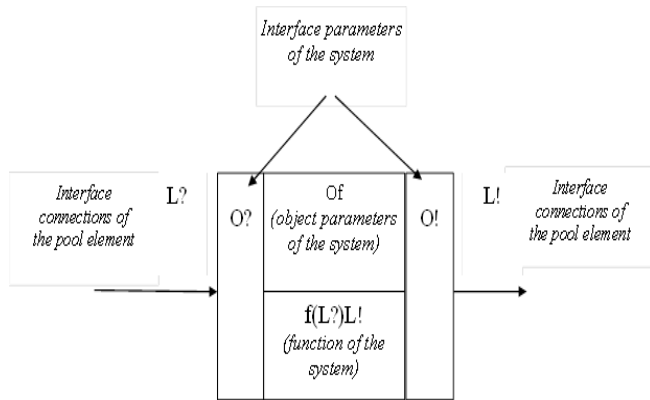 Interface parameters
of the system
Interface
connections of
the pool element
L?
O?
Of
(object parameters
of the system)
O!
L!
Interface
connections of
the pool element
f(L?)L!
(function of the
system)